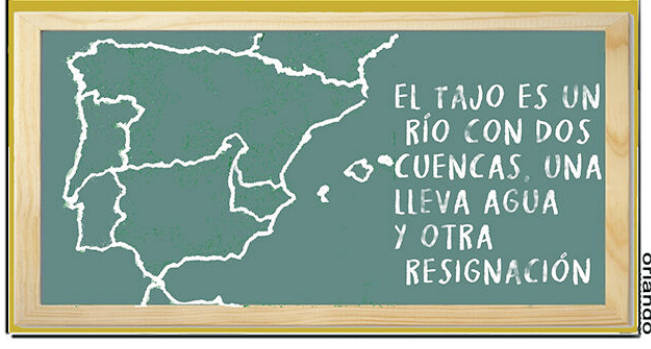 EL TAJO ES UN
RÍO CON DOS
CUENCAS, UNA
LLEVA AGUA
Y OTRA
RESIGNACIÓN
orlando